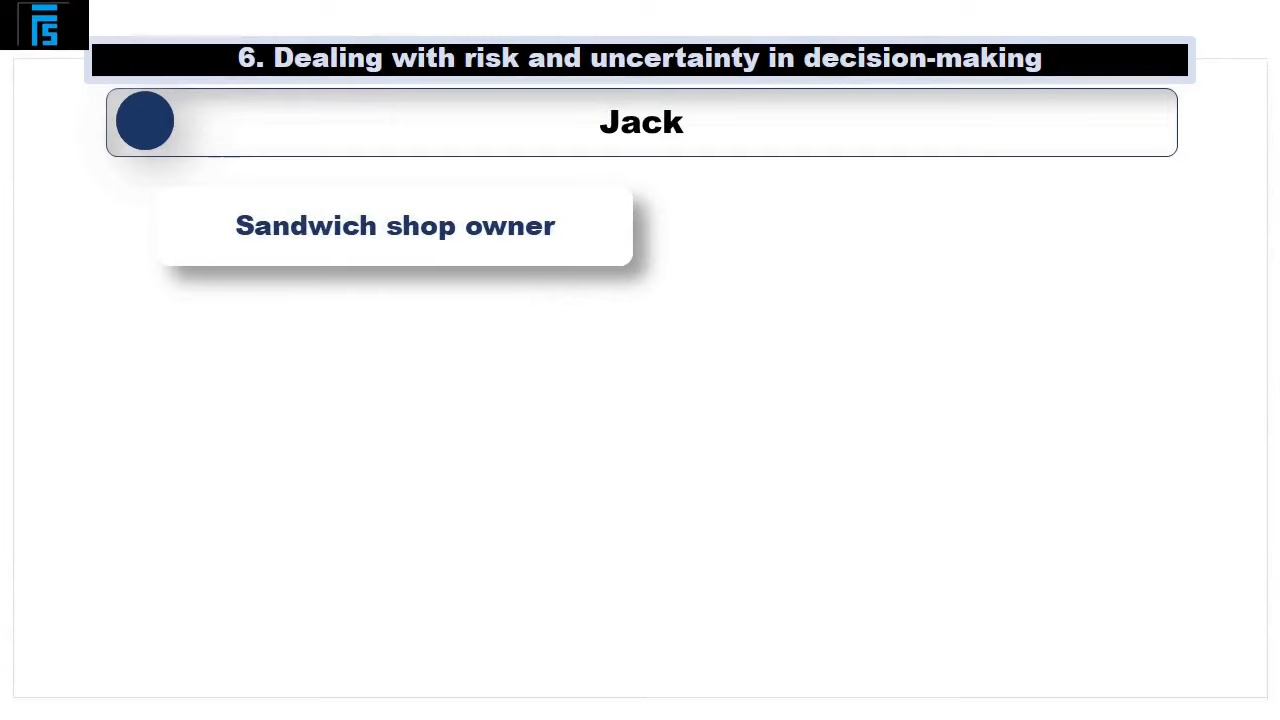 6. Dealing with risk and uncertainty in decision-making
Jack
Sandwich shop owner